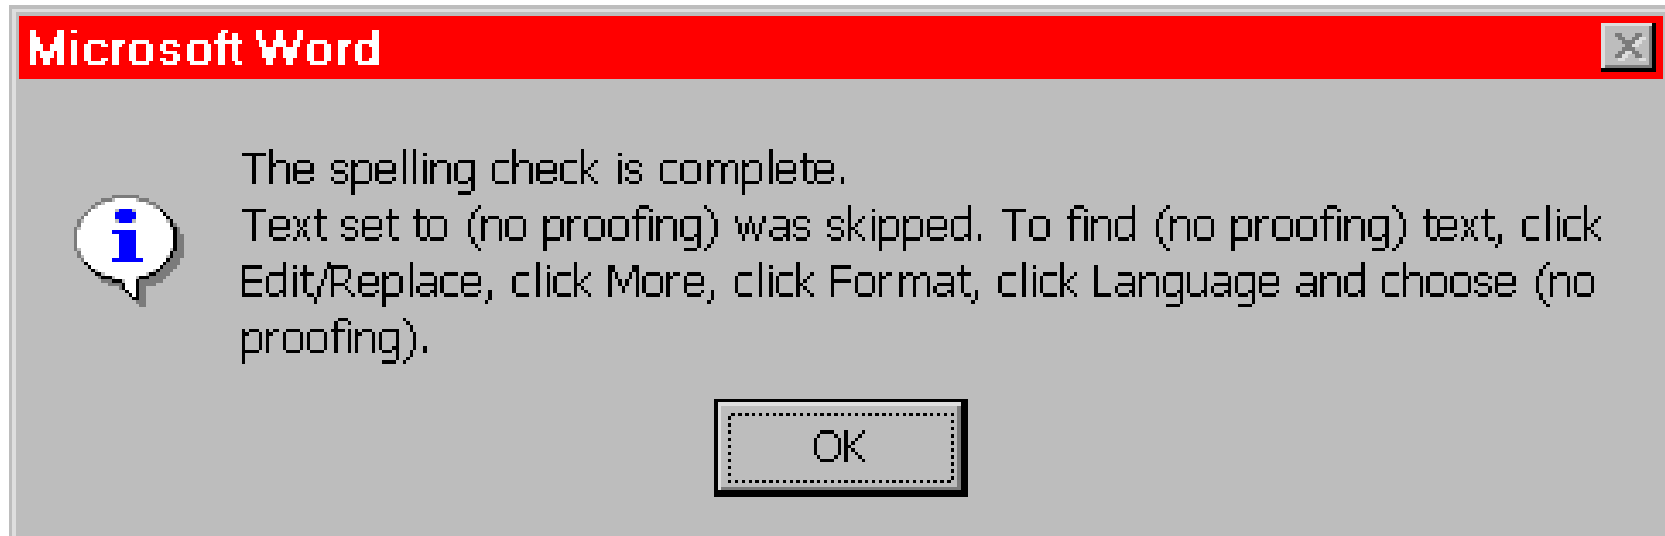 Microsoft Word
The spelling check is complete.
Text set to (no proofing) was skipped. To find (no proofing) text, click
Edit/Replace, click More, click Format, click Language and choose (no
proofing).
OK